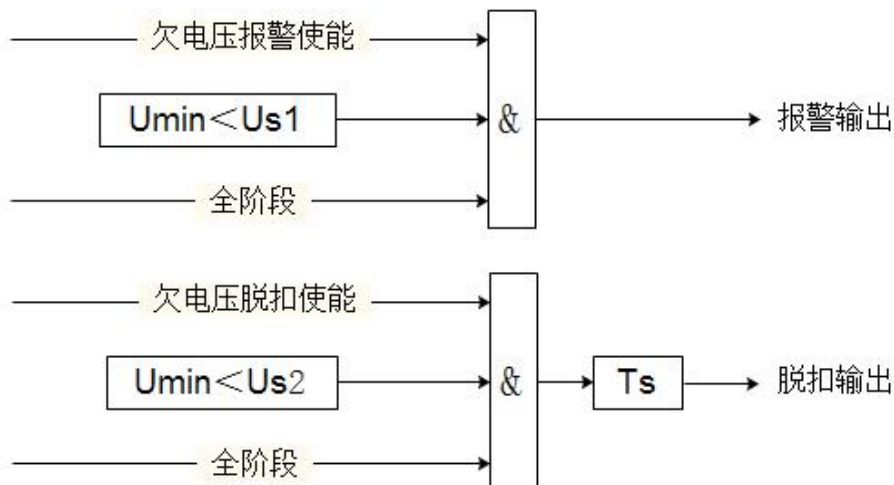 欠电压报警使能
Umin＜Us1
&
报警输出
全阶段
欠电压脱扣使能
Umin＜Us2
&
Ts
脱扣输出
全阶段